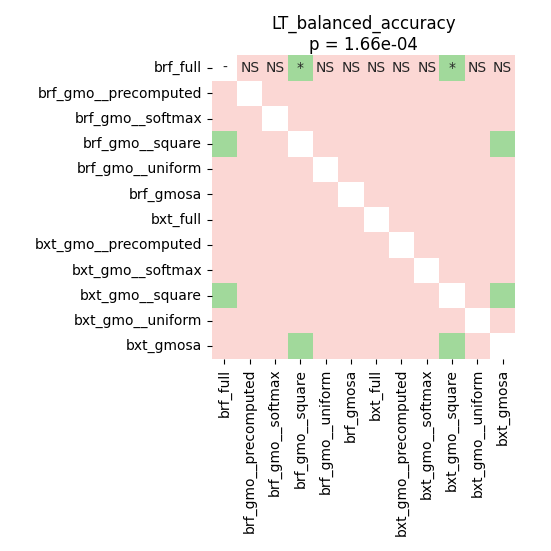 LT_balanced_accuracy
p = 1.66e-04
brf_full - NS NS * NS NS NS NS NS * NS NS
brf_gmo__precomputed
brf_gmo__softmax
brf_gmo__square
brf_gmo__uniform
brf_gmosa
bxt_full
bxt_gmo__precomputed
bxt_gmo__softmax
bxt_gmo__square
bxt_gmo__uniform
bxt_gmosa
brf_full
brf_gmo__precomputed
brf_gmo__softmax
brf_gmo__square
brf_gmo__uniform
brf_gmosa
bxt_full
bxt_gmo__precomputed
bxt_gmo__softmax
bxt_gmo__square
bxt_gmo__uniform
bxt_gmosa